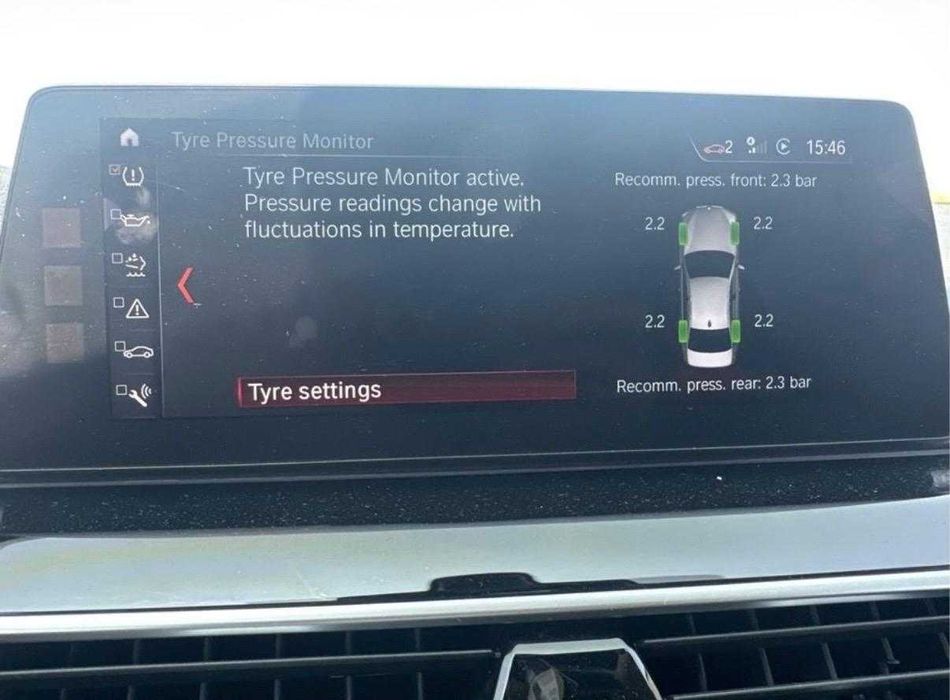 Tyre Pressure Monitor
2 15:46
Tyre Pressure Monitor active.
Pressure readings change with
fluctuations in temperature.
Recomm. press. front: 2.3 bar
2.2 2.2
2.2 2.2
Tyre settings
Recomm. press. rear: 2.3 bar